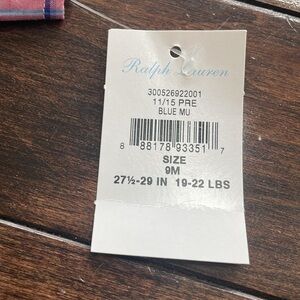 Ralph Lauren
300526922001
11/15 PRE
BLUE MU
8 88178 93351 7
SIZE
9M
27½-29 IN 19-22 LBS